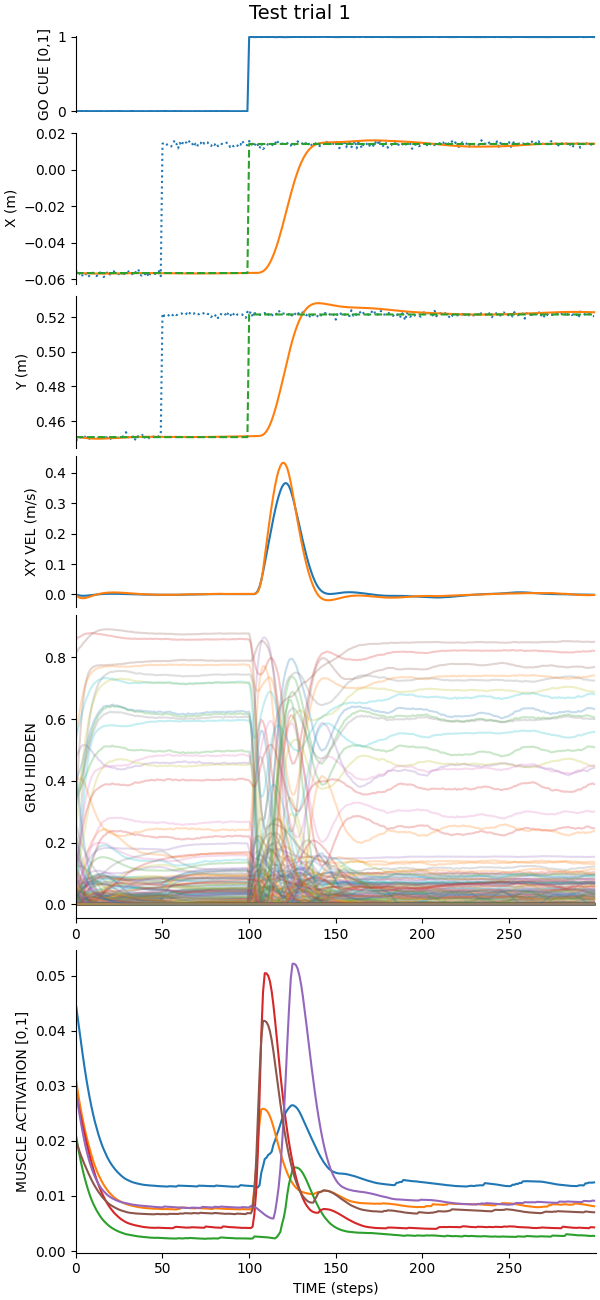 Test trial 1
GO CUE [0,1]
1
0
X (m)
0.02
0.00
−0.02
−0.04
−0.06
Y (m)
0.52
0.50
0.48
0.46
XY VEL (m/s)
0.4
0.3
0.2
0.1
0.0
GRU HIDDEN
0.8
0.6
0.4
0.2
0.0
0 50 100 150 200 250
MUSCLE ACTIVATION [0,1]
0.05
0.04
0.03
0.02
0.01
0.00
0 50 100 150 200 250
TIME (steps)